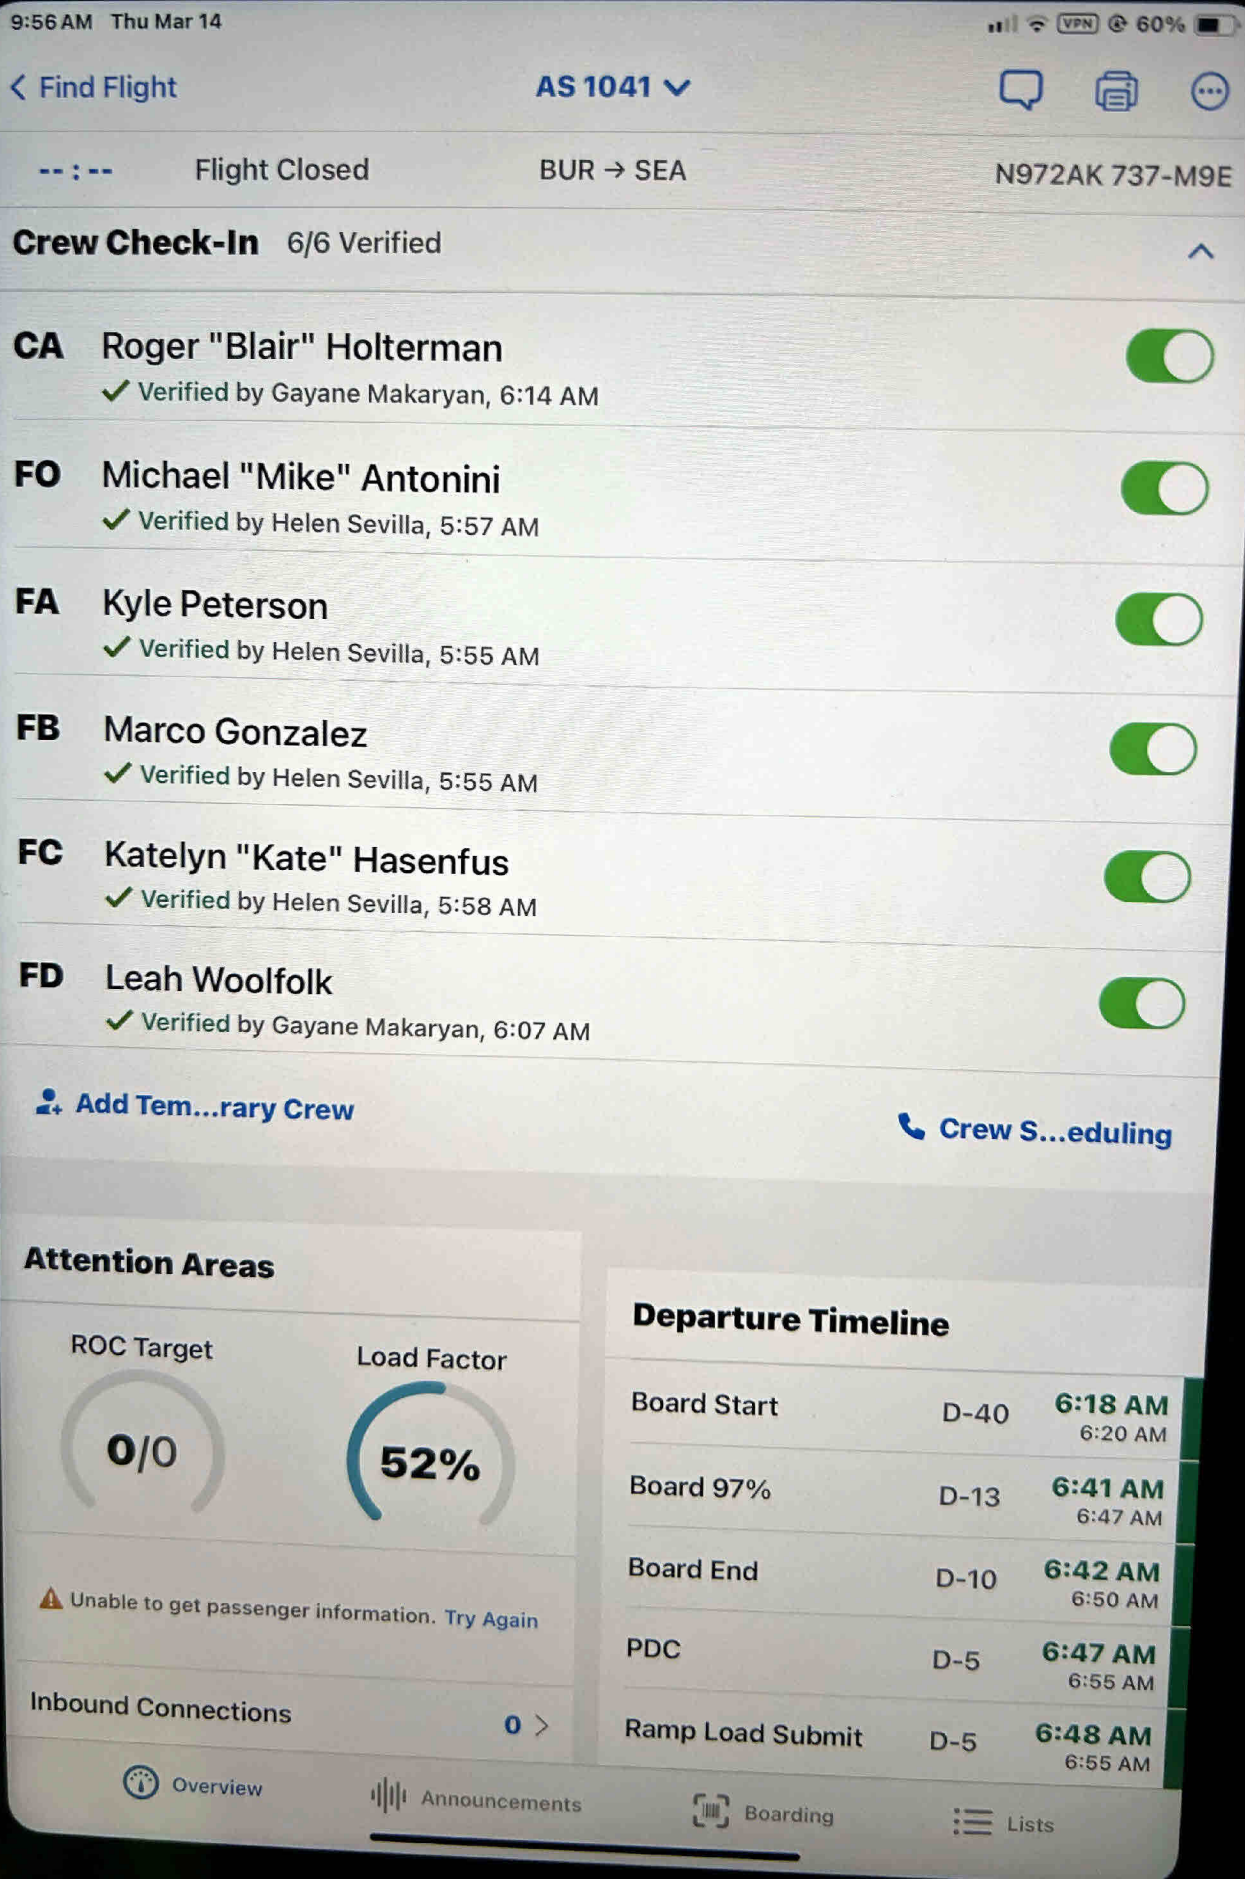 9:56 AM Thu Mar 14
VPN 60%
Find Flight
AS 1041
--:--
Flight Closed
BUR → SEA
N972AK 737-M9E
Crew Check-In 6/6 Verified
CA Roger "Blair" Holterman
✓ Verified by Gayane Makaryan, 6:14 AM
FO Michael "Mike" Antonini
✓ Verified by Helen Sevilla, 5:57 AM
FA Kyle Peterson
✓ Verified by Helen Sevilla, 5:55 AM
FB Marco Gonzalez
✓ Verified by Helen Sevilla, 5:55 AM
FC Katelyn "Kate" Hasenfus
✓ Verified by Helen Sevilla, 5:58 AM
FD Leah Woolfolk
✓ Verified by Gayane Makaryan, 6:07 AM
Add Tem...rary Crew
Crew S...eduling
Attention Areas
ROC Target
0/0
Load Factor
52%
Unable to get passenger information. Try Again
Inbound Connections 0 >
Departure Timeline
Board Start D-40 6:18 AM
6:20 AM
Board 97% D-13 6:41 AM
6:47 AM
Board End D-10 6:42 AM
6:50 AM
PDC D-5 6:47 AM
6:55 AM
Ramp Load Submit D-5 6:48 AM
6:55 AM
Overview
Announcements
Boarding
Lists